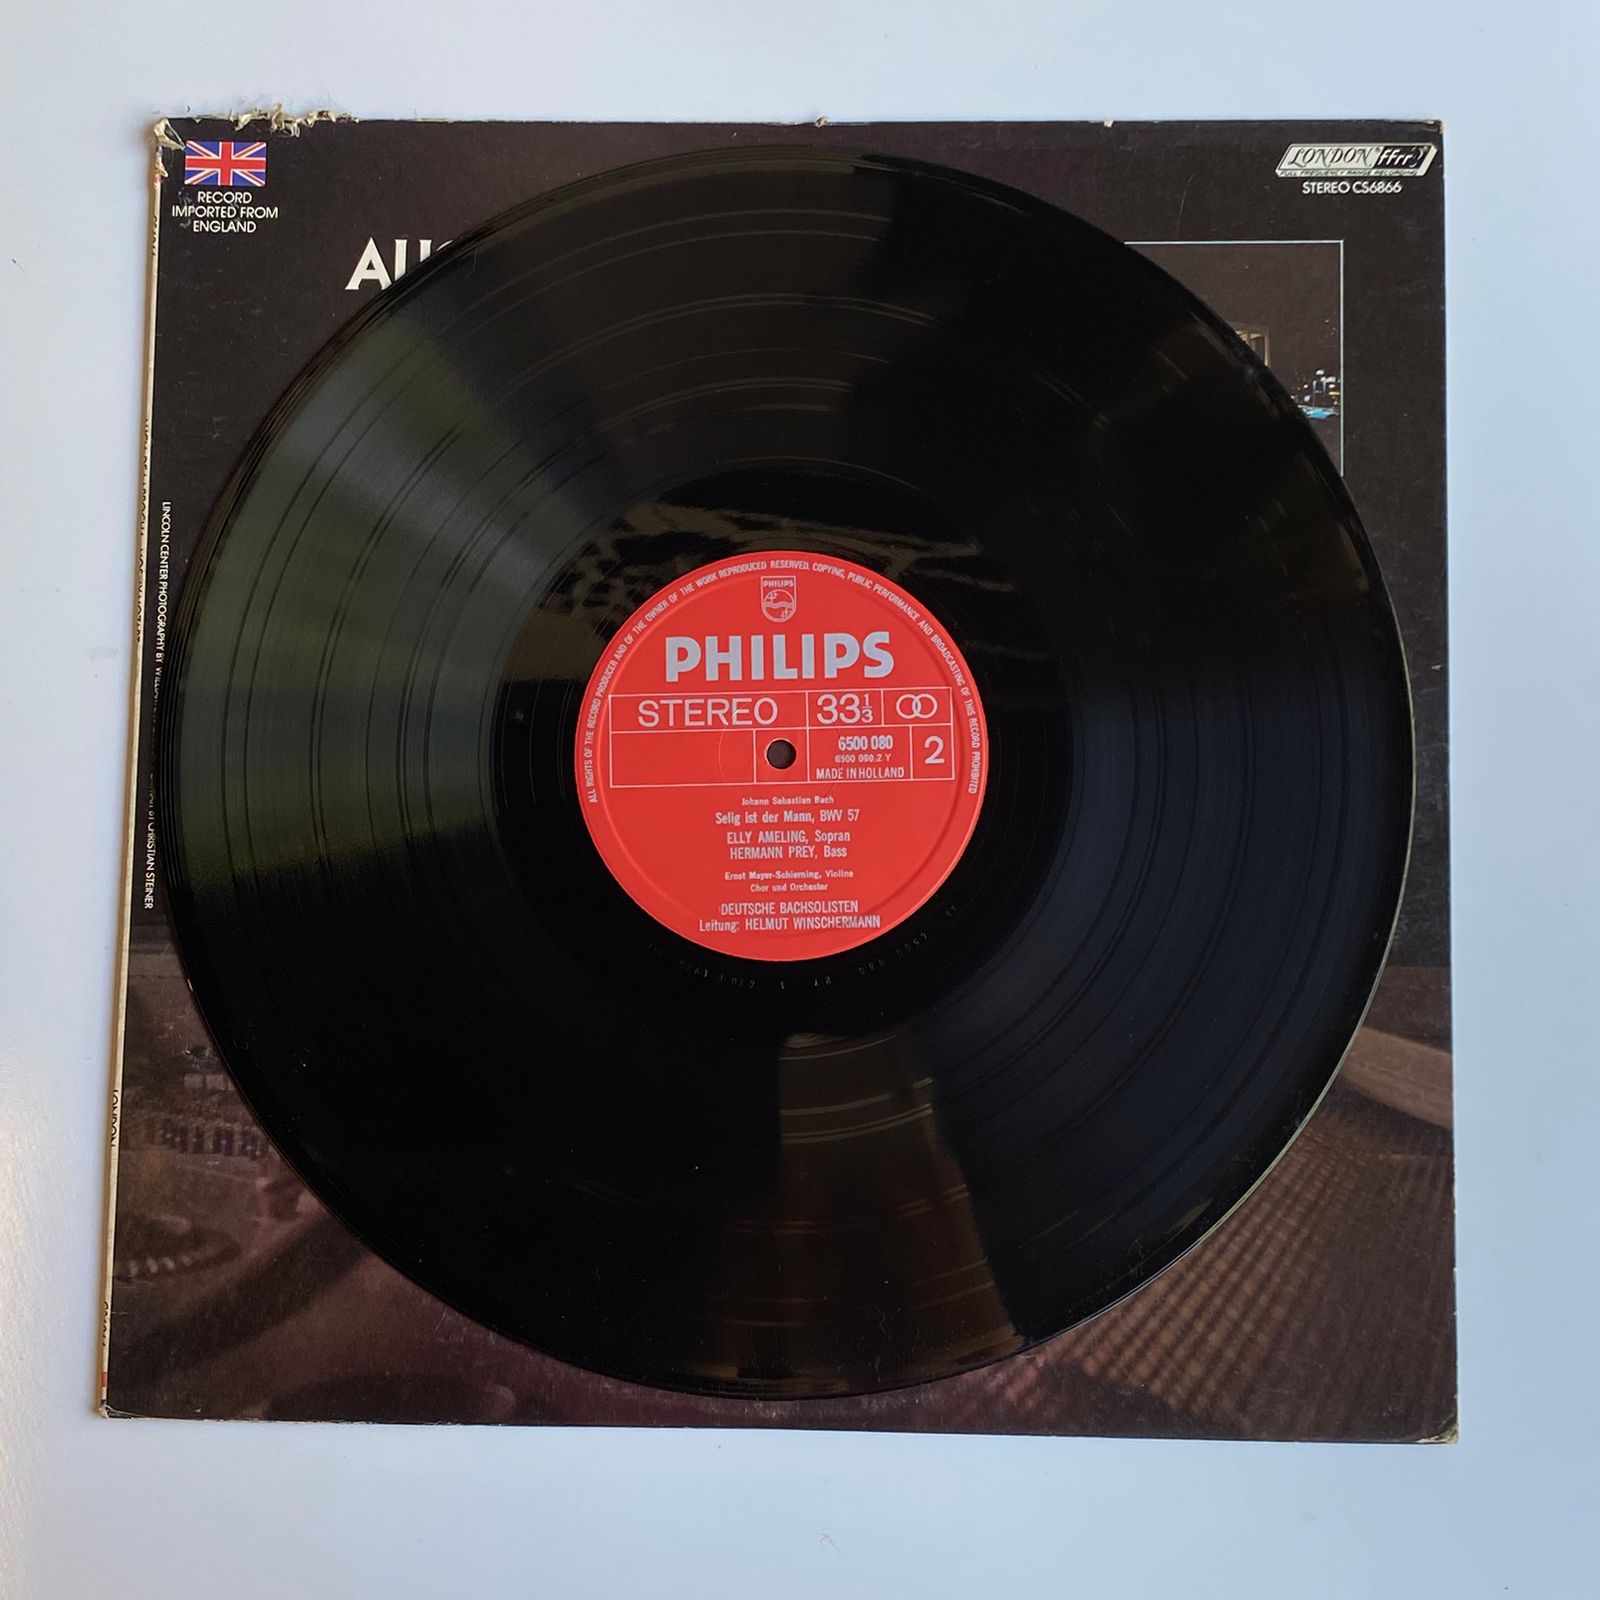 RECORD
IMPORTED FROM
ENGLAND
LONDON ffrr
FULL FREQUENCY RANGE RECORDING
STEREO CS6866
LINCOLN CENTER PHOTOGRAPHY BY
BY CHRISTIAN STEINER
LONDON
ALL RIGHTS OF THE RECORD PRODUCER AND OF THE OWNER OF THE WORK REPRODUCED RESERVED. COPYING, PUBLIC PERFORMANCE AND BROADCASTING OF THIS RECORD PROHIBITED
PHILIPS
PHILIPS
STEREO 33 1/3
6500 080
6500 080.2 Y
2
MADE IN HOLLAND
Johann Sebastian Bach
Selig ist der Mann, BWV 57
ELLY AMELING, Sopran
HERMANN PREY, Bass
Ernst Mayer-Schierning, Violine
Chor und Orchester
DEUTSCHE BACHSOLISTEN
Leitung: HELMUT WINSCHERMANN